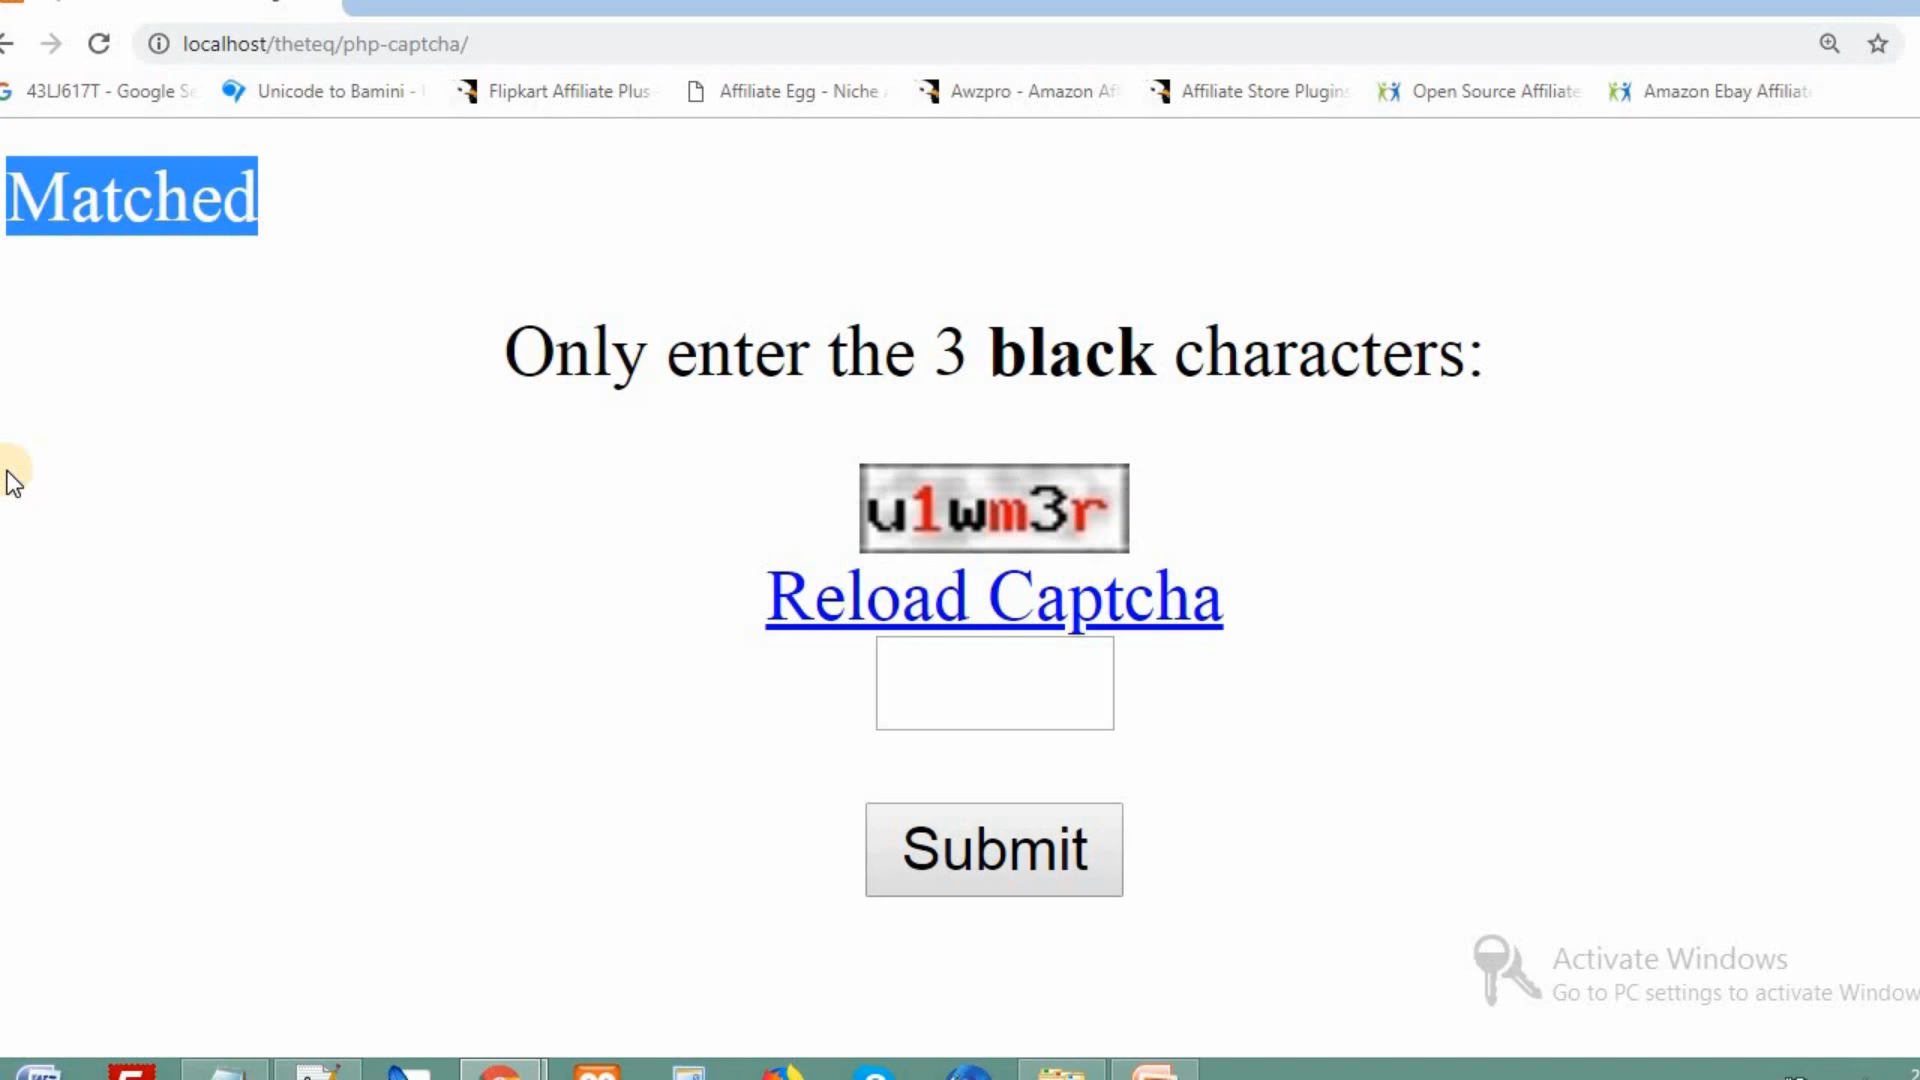 localhost/theteq/php-captcha/
43LJ617T - Google Se
Unicode to Bamini -
Flipkart Affiliate Plus
Affiliate Egg - Niche
Awzpro - Amazon Af
Affiliate Store Plugins
Open Source Affiliate
Amazon Ebay Affiliat
Matched
Only enter the 3 black characters:
u1wm3r
Reload Captcha
Submit
Activate Windows
Go to PC settings to activate Window